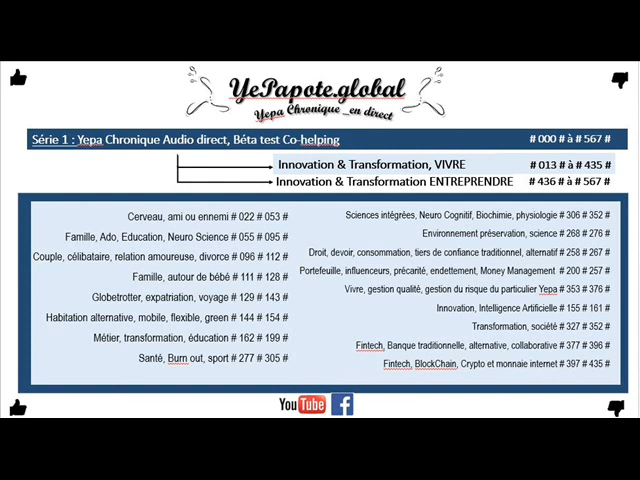 YePapote.global
Yepa Chronique _en direct
Série 1 : Yepa Chronique Audio direct, Béta test Co-helping # 000 # à # 567 #
Innovation & Transformation, VIVRE # 013 # à # 435 #
Innovation & Transformation ENTREPRENDRE # 436 # à # 567 #
Cerveau, ami ou ennemi # 022 # 053 #
Famille, Ado, Education, Neuro Science # 055 # 095 #
Couple, célibataire, relation amoureuse, divorce # 096 # 112 #
Famille, autour de bébé # 111 # 128 #
Globetrotter, expatriation, voyage # 129 # 143 #
Habitation alternative, mobile, flexible, green # 144 # 154 #
Métier, transformation, éducation # 162 # 199 #
Santé, Burn out, sport # 277 # 305 #
Sciences intégrées, Neuro Cognitif, Biochimie, physiologie # 306 # 352 #
Environnement préservation, science # 268 # 276 #
Droit, devoir, consommation, tiers de confiance traditionnel, alternatif # 258 # 267 #
Portefeuille, influenceurs, précarité, endettement, Money Management # 200 # 257 #
Vivre, gestion qualité, gestion du risque du particulier Yepa # 353 # 376 #
Innovation, Intelligence Artificielle # 155 # 161 #
Transformation, société # 327 # 352 #
Fintech, Banque traditionnelle, alternative, collaborative # 377 # 396 #
Fintech, BlockChain, Crypto et monnaie internet # 397 # 435 #
YouTube f